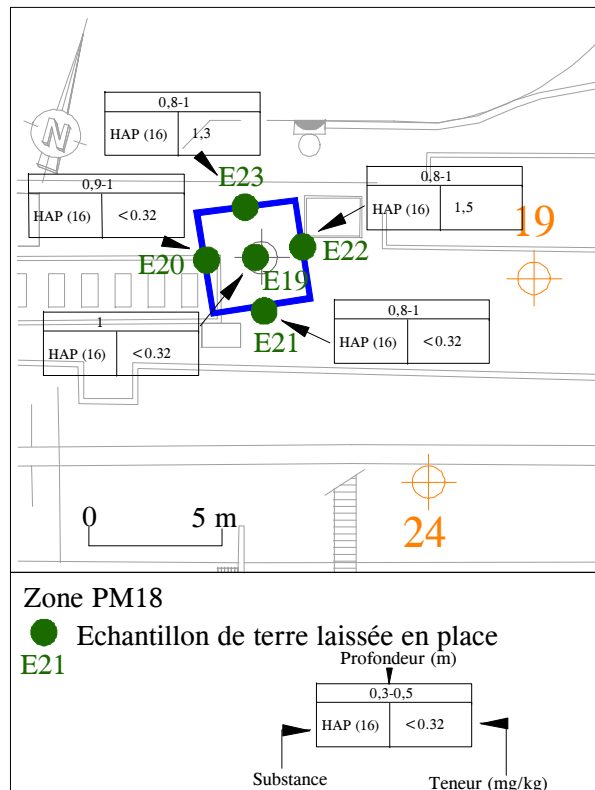 N
0,8-1
HAP (16) 1,3
E23
0,9-1
HAP (16) <0.32
0,8-1
HAP (16) 1,5
19
E22
E20
E19
1
HAP (16) <0.32
E21
0,8-1
HAP (16) <0.32
0 5 m
24
Zone PM18
Echantillon de terre laissée en place
E21
Profondeur (m)
0,3-0,5
HAP (16) <0.32
Substance Teneur (mg/kg)